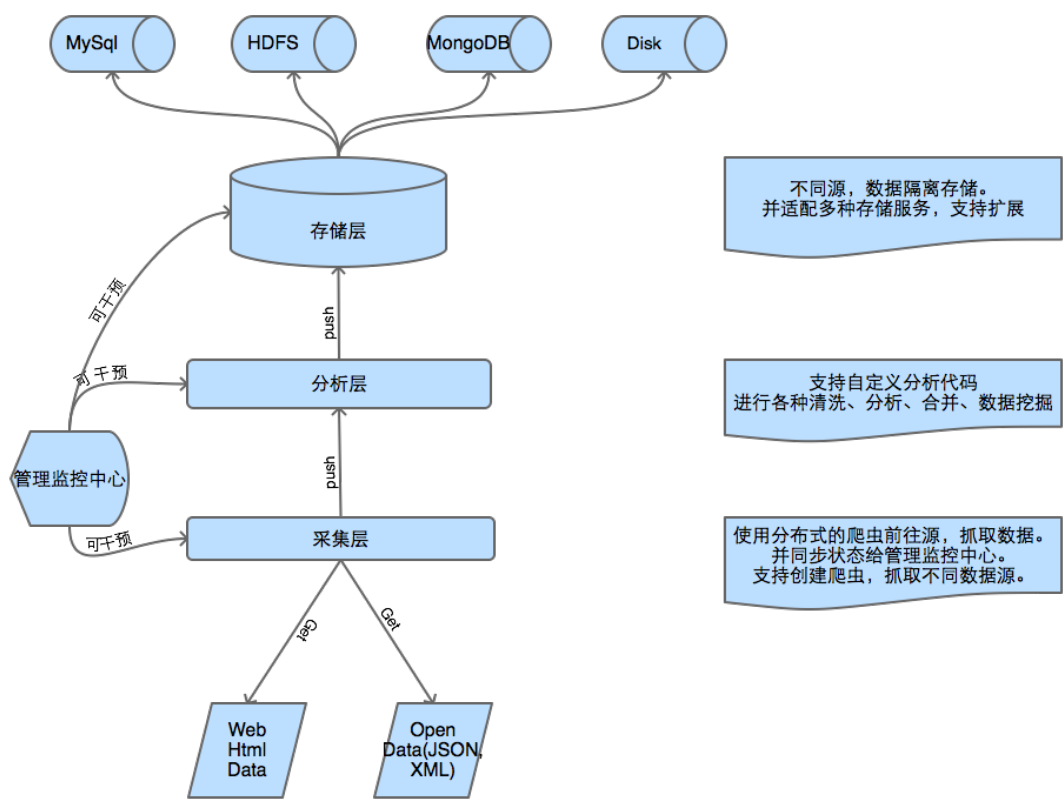 MySql
HDFS
MongoDB
Disk
存储层
不同源，数据隔离存储。
并适配多种存储服务，支持扩展
可干预
push
可 干预
分析层
支持自定义分析代码
进行各种清洗、分析、合并、数据挖掘
管理监控中心
push
可干预
采集层
使用分布式的爬虫前往源，抓取数据。
并同步状态给管理监控中心。
支持创建爬虫，抓取不同数据源。
Get
Get
Web
Html
Data
Open
Data(JSON,
XML)